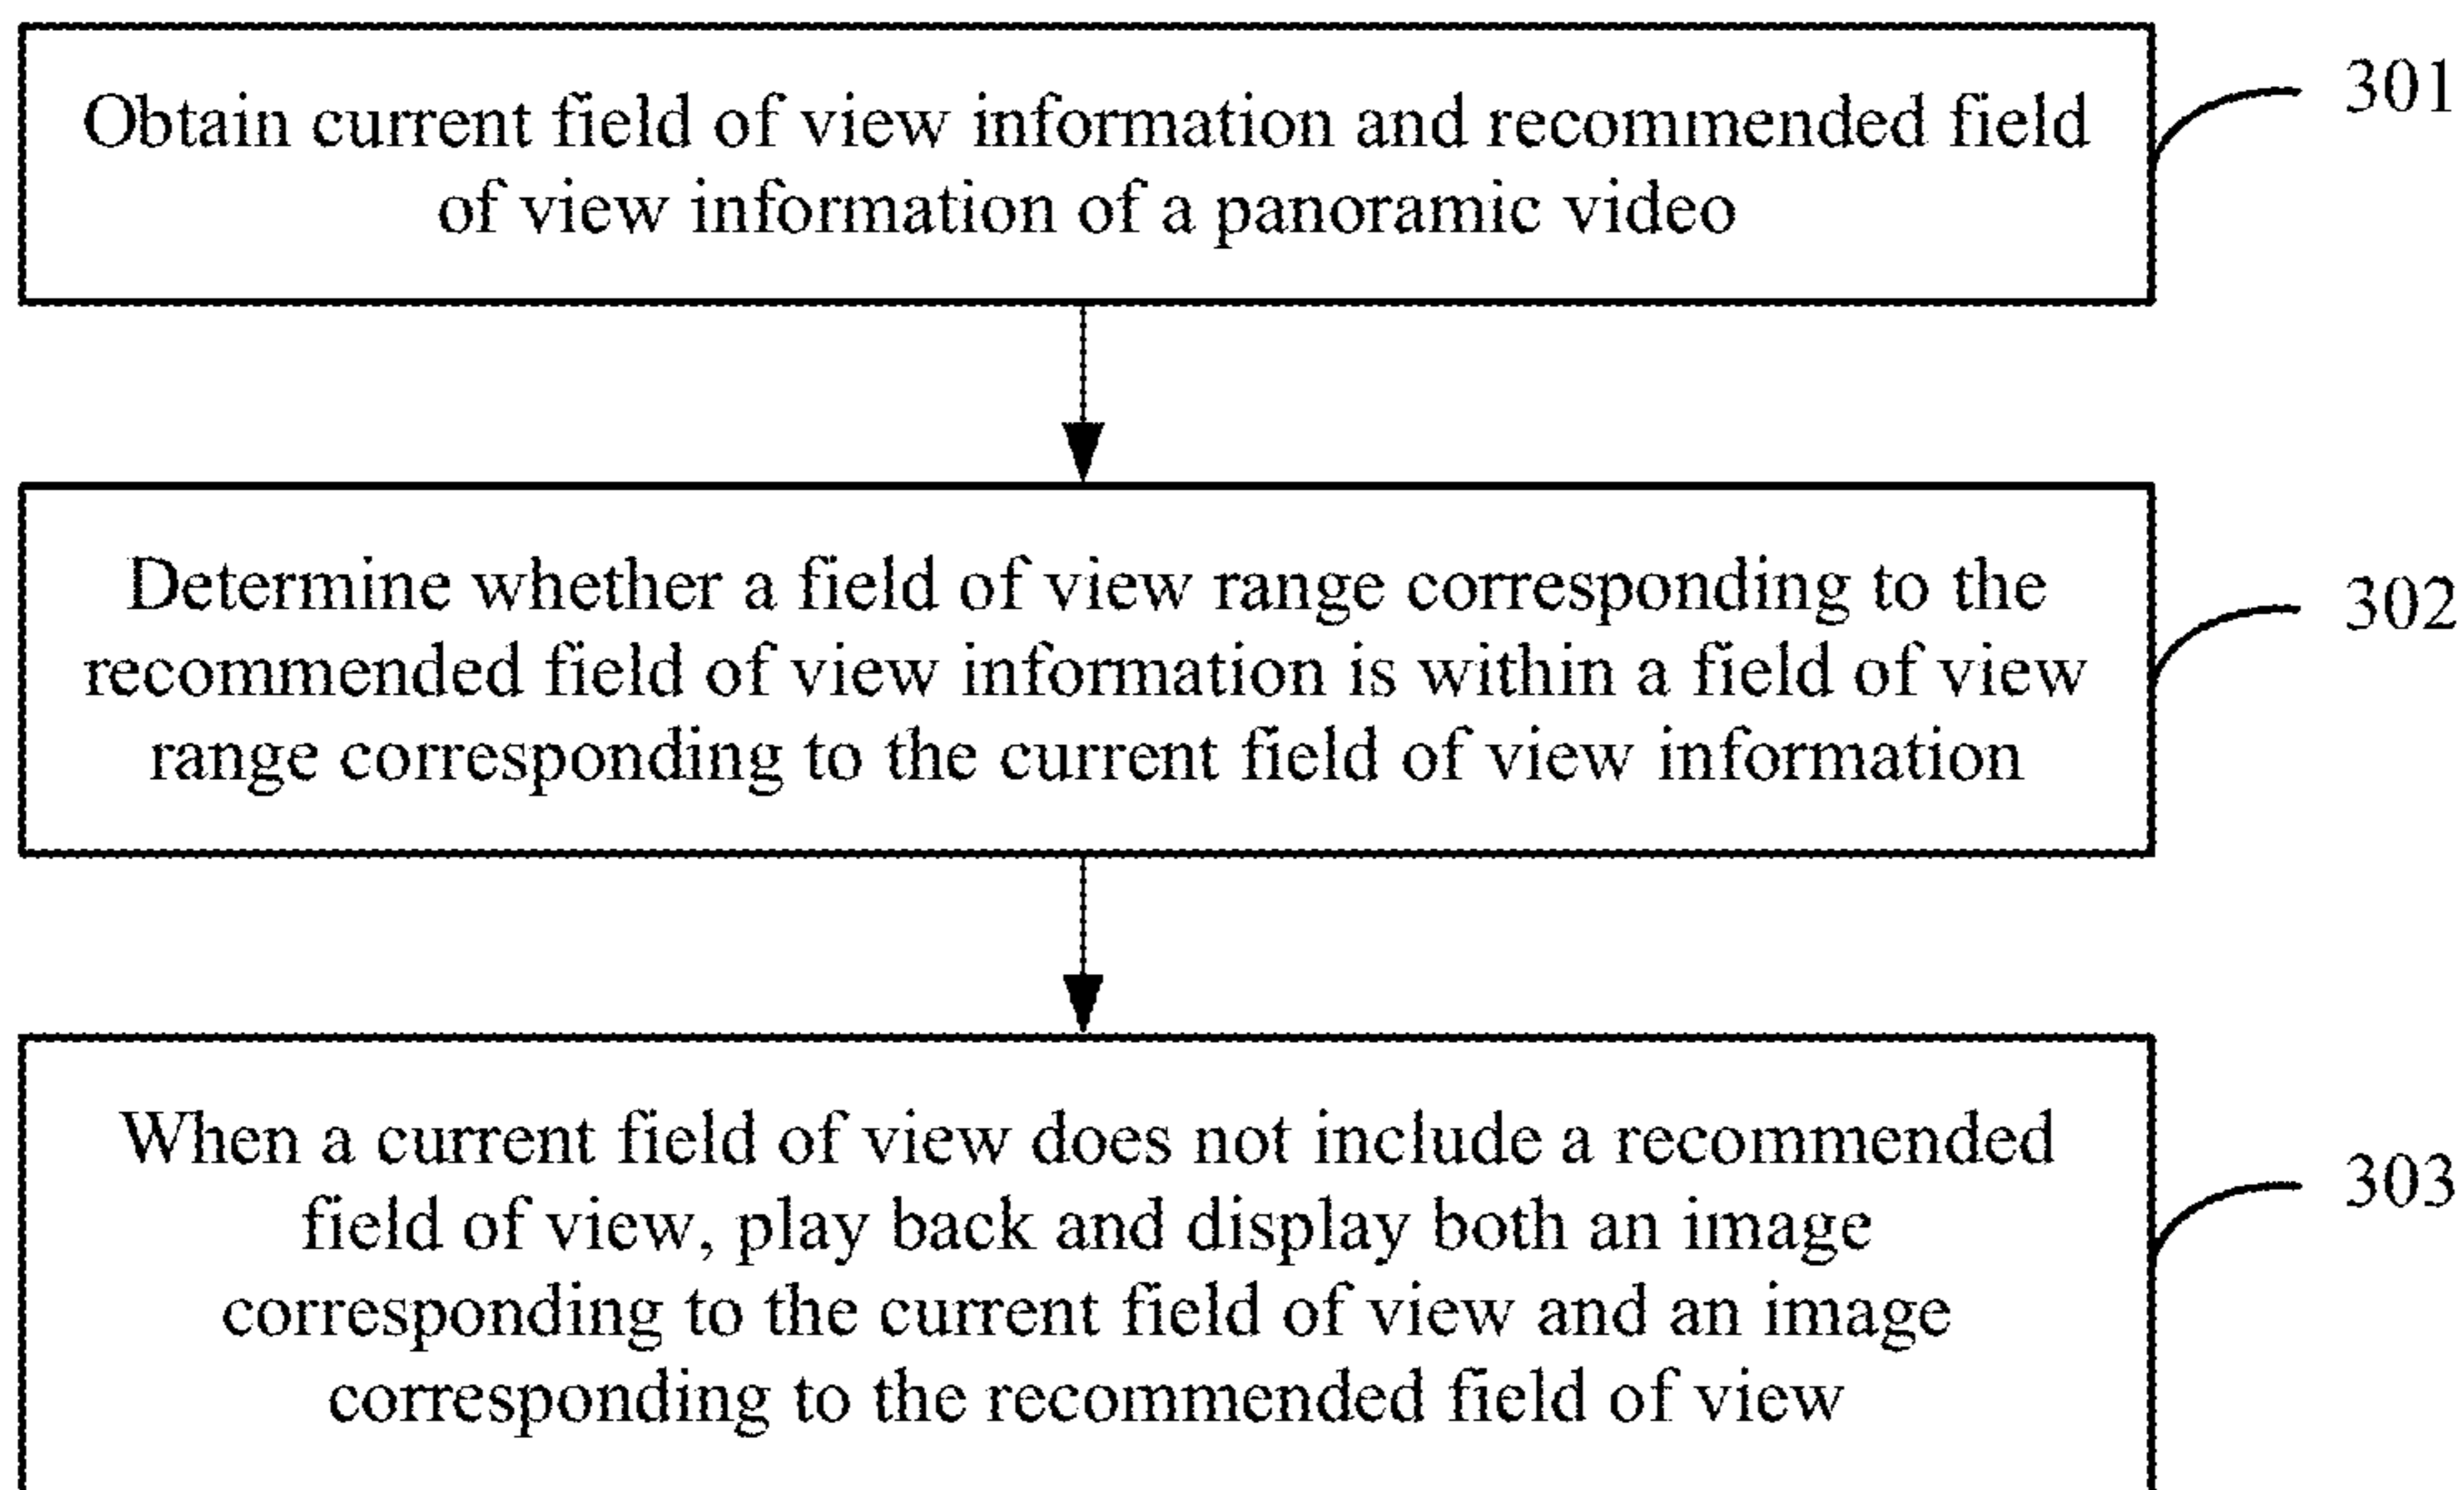 Obtain current field of view information and recommended field
of view information of a panoramic video
301
Determine whether a field of view range corresponding to the
recommended field of view information is within a field of view
range corresponding to the current field of view information
302
When a current field of view does not include a recommended
field of view, play back and display both an image
corresponding to the current field of view and an image
corresponding to the recommended field of view
303